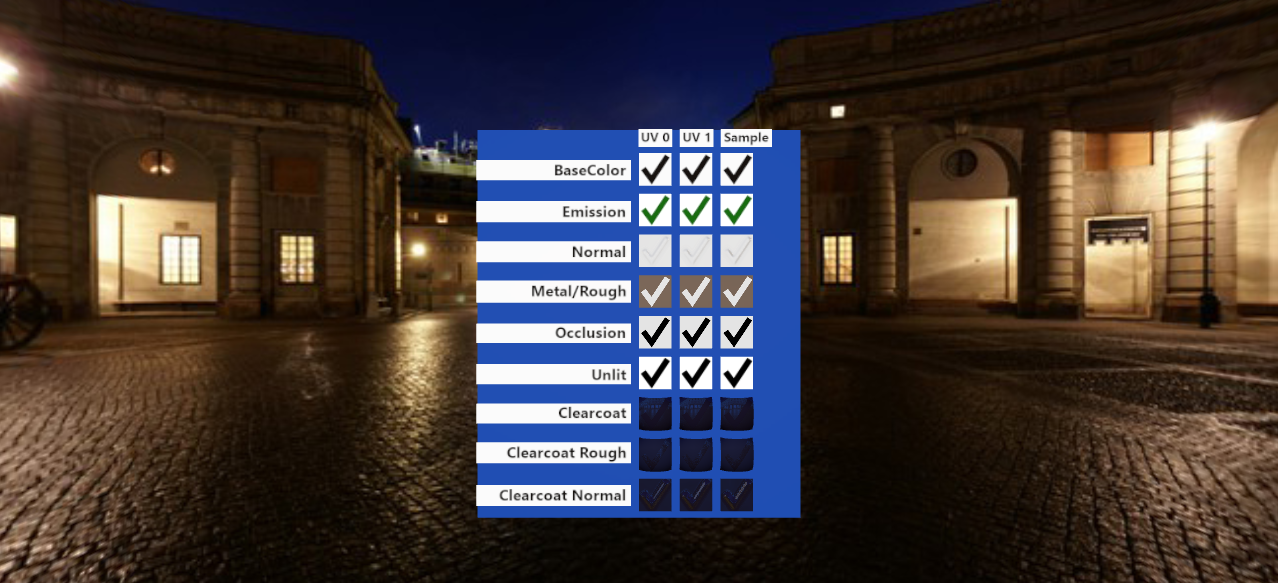 UV 0 UV 1 Sample
BaseColor
Emission
Normal
Metal/Rough
Occlusion
Unlit
Clearcoat
Clearcoat Rough
Clearcoat Normal